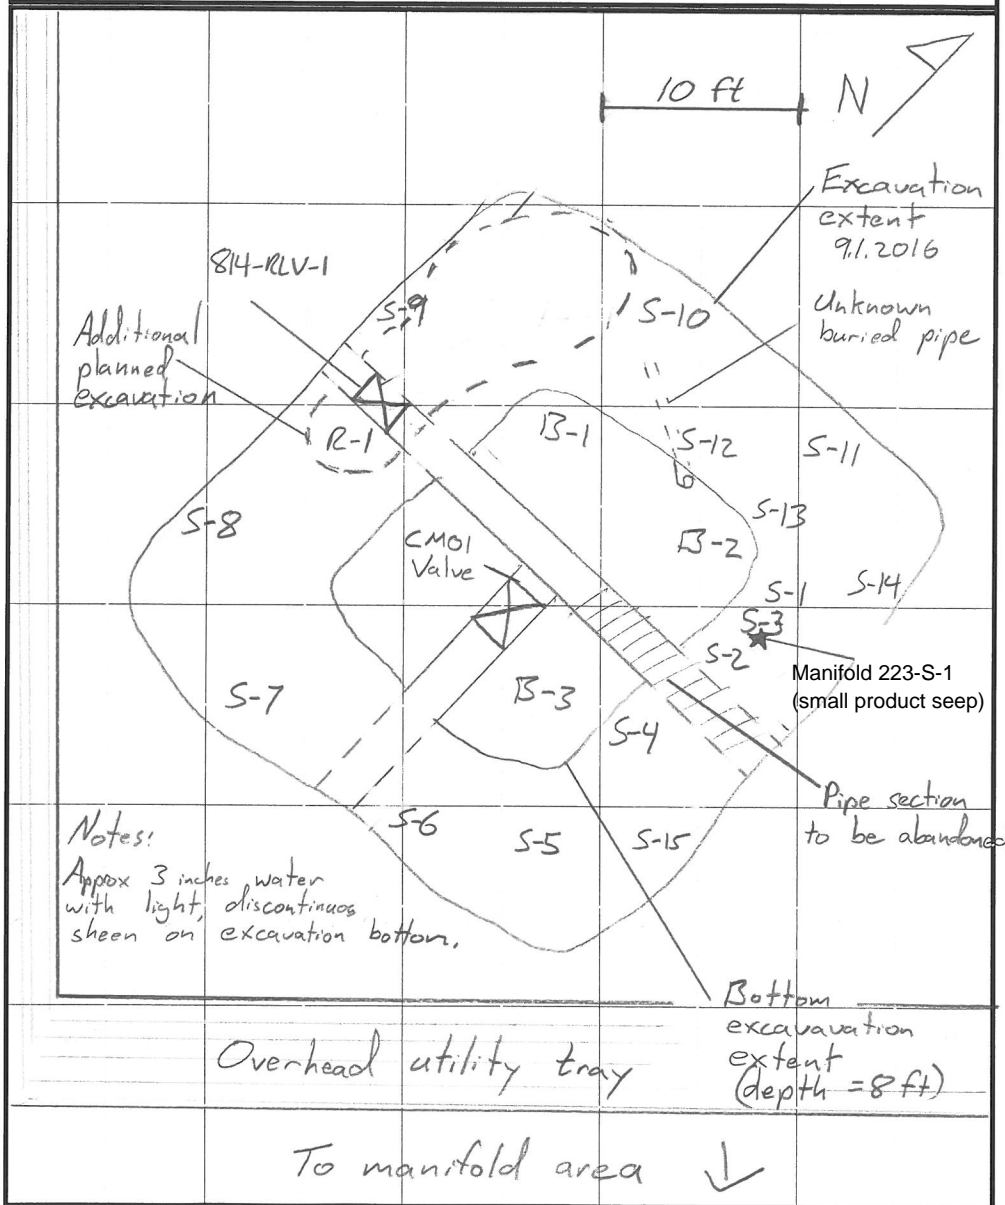 10 ft
N
Excavation
extent
9.1.2016
814-RLV-1
S-9
S-10
Unknown
buried pipe
Additional
planned
excavation
R-1
B-1
S-12
S-11
S-8
S-13
CM01
Valve
B-2
S-1
S-14
S-3
S-2
Manifold 223-S-1
(small product seep)
S-7
B-3
S-4
Pipe section
to be abandoned
S-6
S-5
S-15
Notes:
Approx 3 inches water
with light, discontinuos
sheen on excavation bottom.
Bottom
excavavation
extent
(depth = 8 ft)
Overhead utility tray
To manifold area